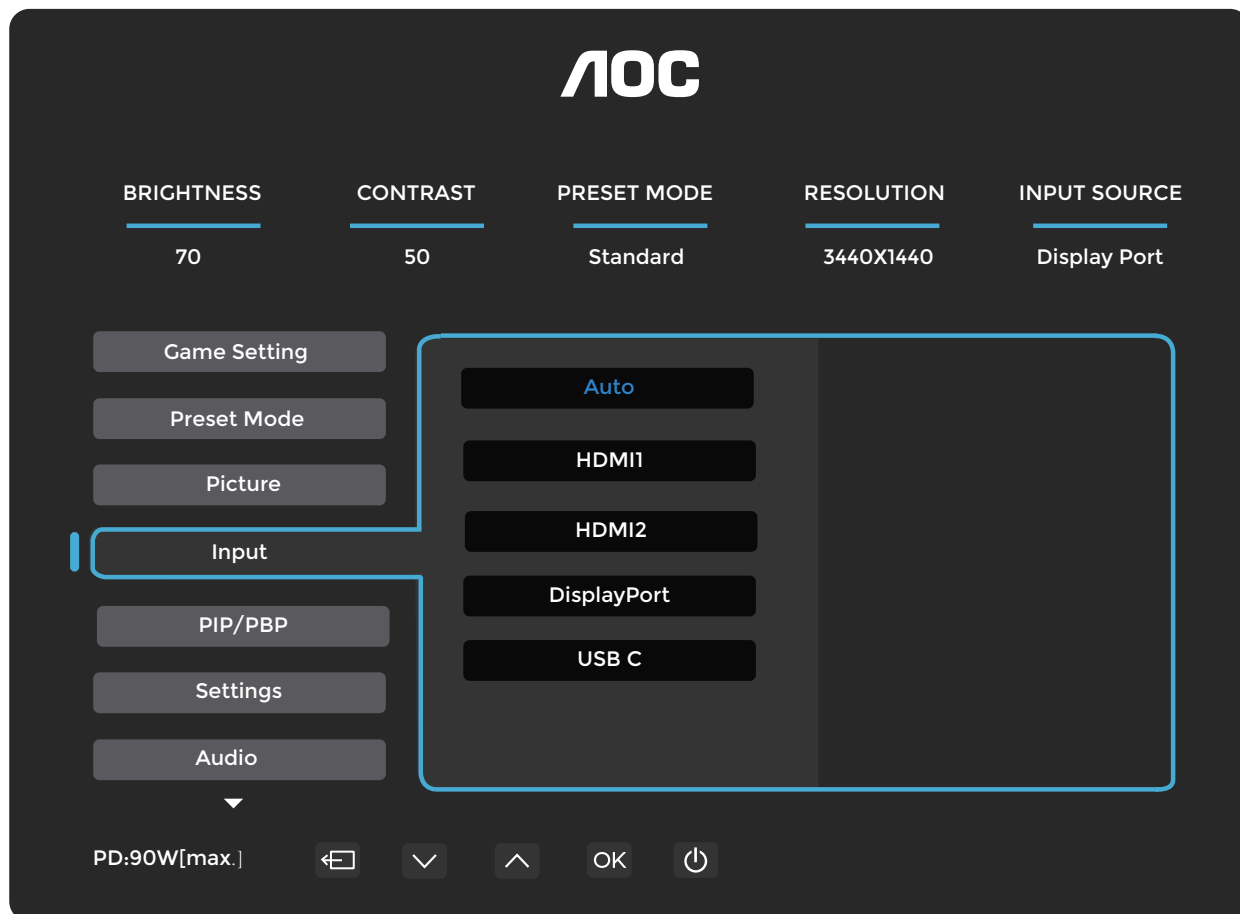 AOC
BRIGHTNESS CONTRAST PRESET MODE RESOLUTION INPUT SOURCE
70 50 Standard 3440X1440 Display Port
Game Setting
Preset Mode
Picture
Input
PIP/PBP
Settings
Audio
Auto
HDMI1
HDMI2
DisplayPort
USB C
PD:90W[max.] OK